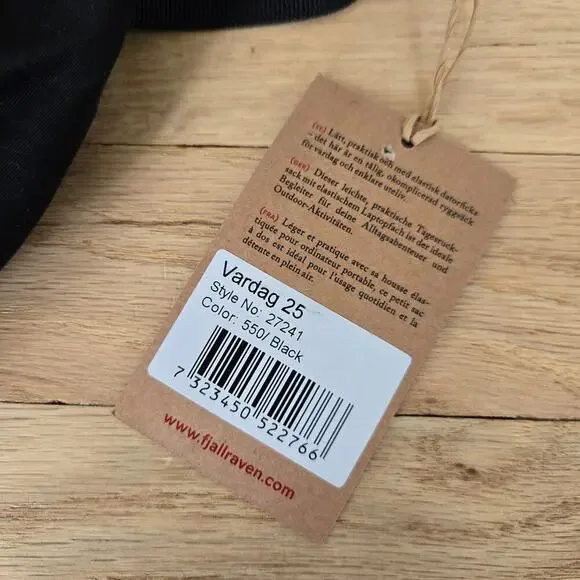 (IT) Lätt, praktisk och med elastisk datorficka
– det här är en tålig, okomplicerad ryggsäck
för vardag och enklare uteliv.
(GER) Dieser leichte, praktische Tagesruck-
sack mit elastischem Laptopfach ist der ideale
Begleiter für deine Alltagsabenteuer und
Outdoor-Aktivitäten.
(FRA) Léger et pratique avec sa housse élas-
tiquée pour ordinateur portable, ce petit sac
à dos est idéal pour l'usage quotidien et la
détente en plein air.
Vardag 25
Style No: 27241
Color: 550/ Black
7 323450 522766
www.fjallraven.com